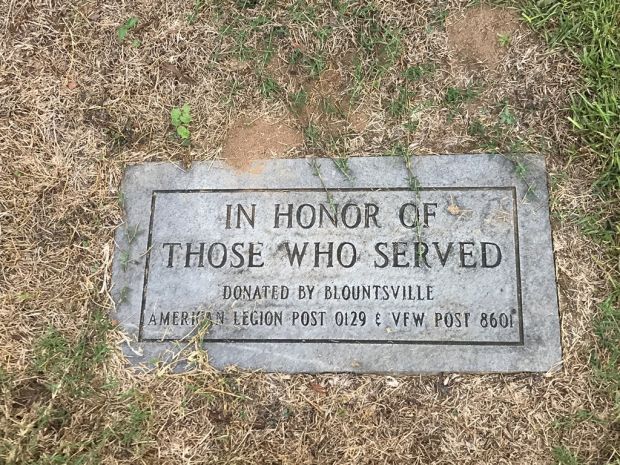 IN HONOR OF
THOSE WHO SERVED
DONATED BY BLOUNTSVILLE
AMERICAN LEGION POST 0129 & VFW POST 8601